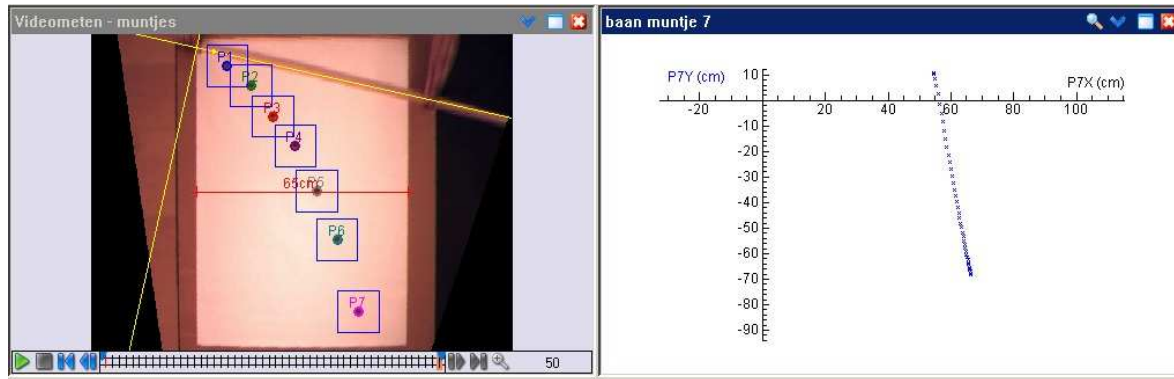 Videometen - muntjes
P1
P2
P3
P4
65cm
P5
P6
P7
50
baan muntje 7
P7Y (cm)
P7X (cm)
10
-20
20
40
60
80
100
-10
-20
-30
-40
-50
-60
-70
-80
-90